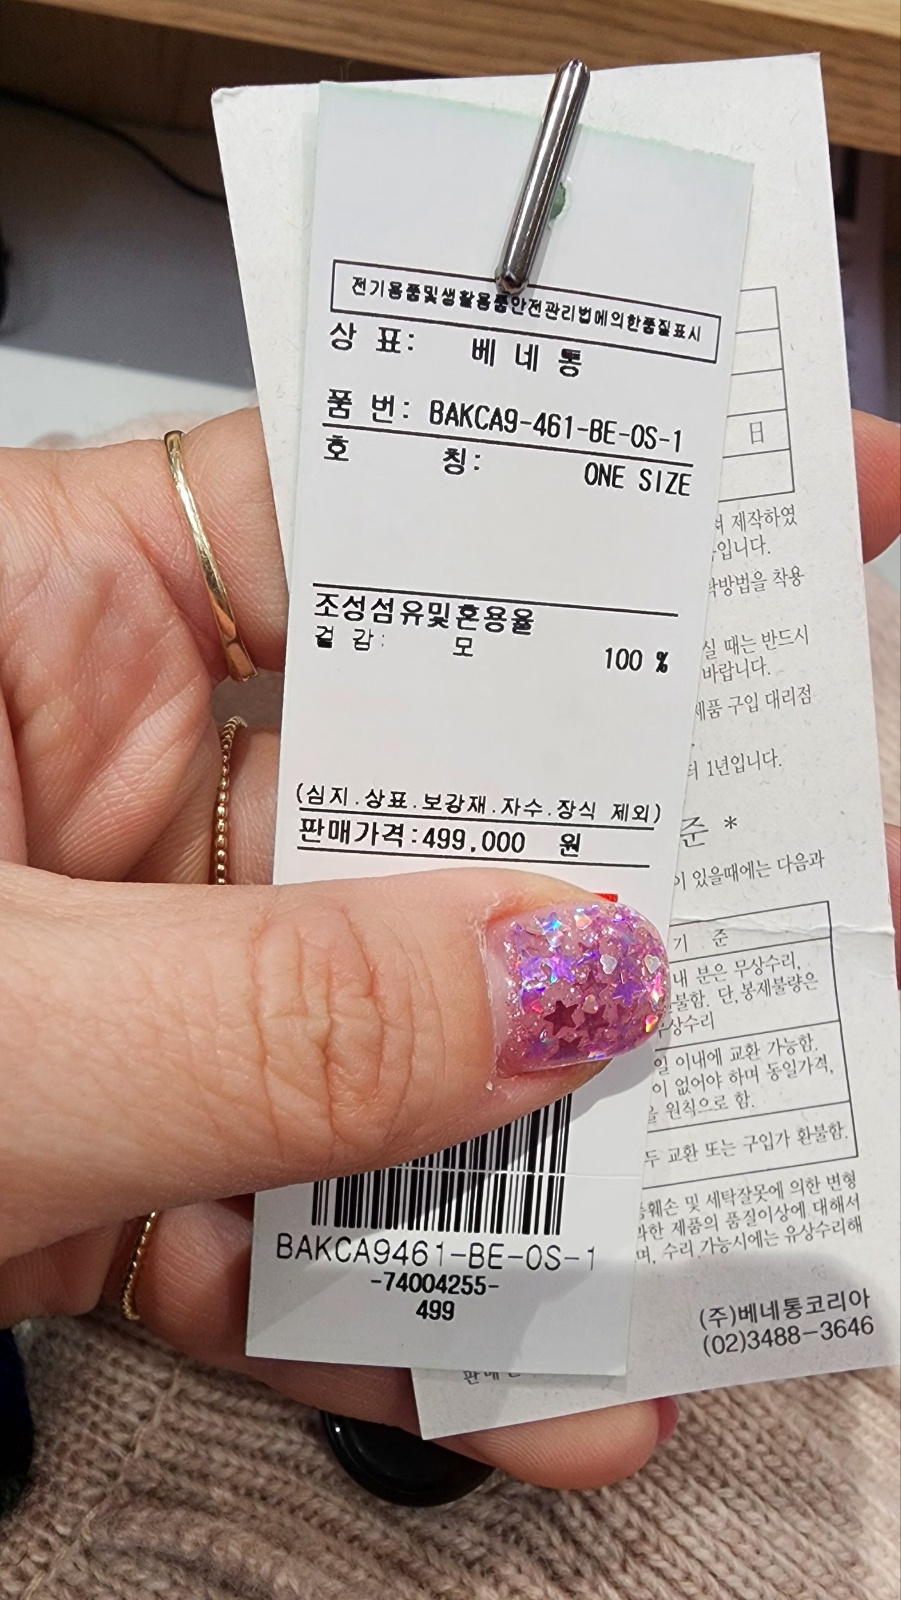 전기용품및생활용품안전관리법에의한품질표시
상 표: 베 네 통
품 번: BAKCA9-461-BE-OS-1
호 칭: ONE SIZE
조성섬유및혼용율
겉 감: 모 100 %
(심지.상표.보강재.자수.장식 제외)
판매가격:499,000 원
BAKCA9461-BE-OS-1
-74004255-
499
日
제작하였
입니다.
방법을 착용
실 때는 반드시
바랍니다.
제품 구입 대리점
터 1년입니다.
준 *
이 있을때에는 다음과
기 준
내 분은 무상수리,
불함. 단,봉제불량은
무상수리
일 이내에 교환 가능함.
이 없어야 하며 동일가격,
을 원칙으로 함.
두 교환 또는 구입가 환불함.
훼손 및 세탁잘못에 의한 변형
한 제품의 품질이상에 대해서
며, 수리 가능시에는 유상수리해
(주)베네통코리아
(02)3488-3646